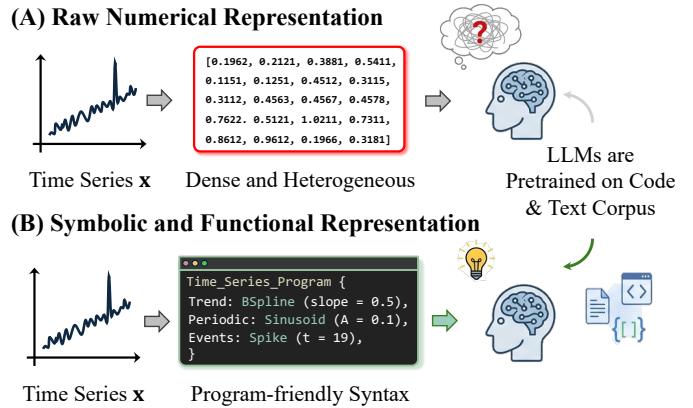 (A) Raw Numerical Representation
[0.1962, 0.2121, 0.3881, 0.5411,
0.1151, 0.1251, 0.4512, 0.3115,
0.3112, 0.4563, 0.4567, 0.4578,
0.7622. 0.5121, 1.0211, 0.7311,
0.8612, 0.9612, 0.1966, 0.3181]
?
Time Series x
Dense and Heterogeneous
LLMs are
Pretrained on Code
& Text Corpus
(B) Symbolic and Functional Representation
Time_Series_Program {
Trend: BSpline (slope = 0.5),
Periodic: Sinusoid (A = 0.1),
Events: Spike (t = 19),
}
<>
{[]}
Time Series x
Program-friendly Syntax